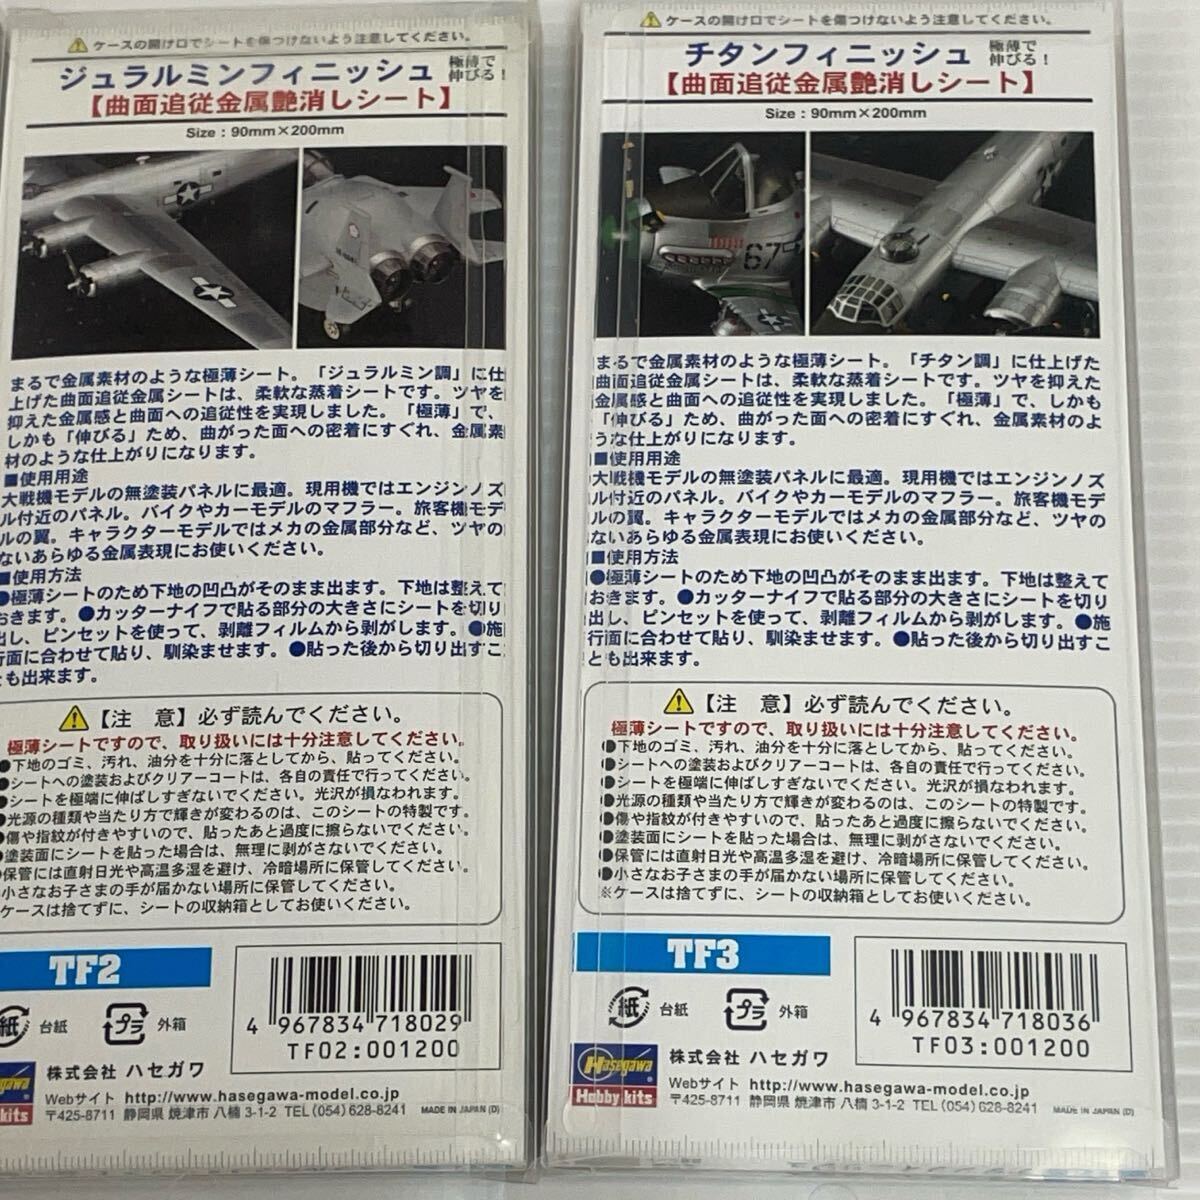 ⚠ケースの開け口でシートを傷つけないよう注意してください。
ジュラルミンフィニッシュ 極薄で伸びる！
【曲面追従金属艶消しシート】
Size：90mm×200mm
まるで金属素材のような極薄シート。「ジュラルミン調」に仕
上げた曲面追従金属シートは、柔軟な蒸着シートです。ツヤを
抑えた金属感と曲面への追従性を実現しました。「極薄」で、
しかも「伸びる」ため、曲がった面への密着にすぐれ、金属素
材のような仕上がりになります。
■使用用途
大戦機モデルの無塗装パネルに最適。現用機ではエンジンノズ
ル付近のパネル。バイクやカーモデルのマフラー。旅客機モデ
ルの翼。キャラクターモデルではメカの金属部分など、ツヤの
ないあらゆる金属表現にお使いください。
■使用方法
●極薄シートのため下地の凹凸がそのまま出ます。下地は整えて
おきます。●カッターナイフで貼る部分の大きさにシートを切り
出し、ピンセットを使って、剥離フィルムから剥がします。●施
行面に合わせて貼り、馴染ませます。●貼った後から切り出すこ
とも出来ます。
⚠【注 意】必ず読んでください。
極薄シートですので、取り扱いには十分注意してください。
●下地のゴミ、汚れ、油分を十分に落としてから、貼ってください。
●シートへの塗装およびクリアーコートは、各自の責任で行ってください。
●シートを極端に伸ばしすぎないでください。光沢が損なわれます。
●光源の種類や当たり方で輝きが変わるのは、このシートの特製です。
●傷や指紋が付きやすいので、貼ったあと過度に擦らないでください。
●塗装面にシートを貼った場合は、無理に剥がさないでください。
●保管には直射日光や高温多湿を避け、冷暗場所に保管してください。
●小さなお子さまの手が届かない場所に保管してください。
ケースは捨てずに、シートの収納箱としてお使いください。
TF2
紙 台紙 プラ 外箱
4 967834 718029
TF02:001200
Hasegawa
Hobby kits
株式会社 ハセガワ
Webサイト http://www.hasegawa-model.co.jp
〒425-8711 静岡県 焼津市 八楠 3-1-2 TEL (054) 628-8241
MADE IN JAPAN (D)
⚠ケースの開け口でシートを傷つけないよう注意してください。
チタンフィニッシュ 極薄で伸びる！
【曲面追従金属艶消しシート】
Size：90mm×200mm
67
まるで金属素材のような極薄シート。「チタン調」に仕上げた
曲面追従金属シートは、柔軟な蒸着シートです。ツヤを抑えた
金属感と曲面への追従性を実現しました。「極薄」で、しかも
「伸びる」ため、曲がった面への密着にすぐれ、金属素材のよ
うな仕上がりになります。
■使用用途
大戦機モデルの無塗装パネルに最適。現用機ではエンジンノズ
ル付近のパネル。バイクやカーモデルのマフラー。旅客機モデ
ルの翼。キャラクターモデルではメカの金属部分など、ツヤの
ないあらゆる金属表現にお使いください。
■使用方法
●極薄シートのため下地の凹凸がそのまま出ます。下地は整えて
おきます。●カッターナイフで貼る部分の大きさにシートを切り
出し、ピンセットを使って、剥離フィルムから剥がします。●施
行面に合わせて貼り、馴染ませます。●貼った後から切り出すこ
とも出来ます。
⚠【注 意】必ず読んでください。
極薄シートですので、取り扱いには十分注意してください。
●下地のゴミ、汚れ、油分を十分に落としてから、貼ってください。
●シートへの塗装およびクリアーコートは、各自の責任で行ってください。
●シートを極端に伸ばしすぎないでください。光沢が損なわれます。
●光源の種類や当たり方で輝きが変わるのは、このシートの特製です。
●傷や指紋が付きやすいので、貼ったあと過度に擦らないでください。
●塗装面にシートを貼った場合は、無理に剥がさないでください。
●保管には直射日光や高温多湿を避け、冷暗場所に保管してください。
●小さなお子さまの手が届かない場所に保管してください。
※ケースは捨てずに、シートの収納箱としてお使いください。
TF3
紙 台紙 プラ 外箱
4 967834 718036
TF03:001200
Hasegawa
Hobby kits
株式会社 ハセガワ
Webサイト http://www.hasegawa-model.co.jp
〒425-8711 静岡県 焼津市 八楠 3-1-2 TEL (054) 628-8241
MADE IN JAPAN (D)